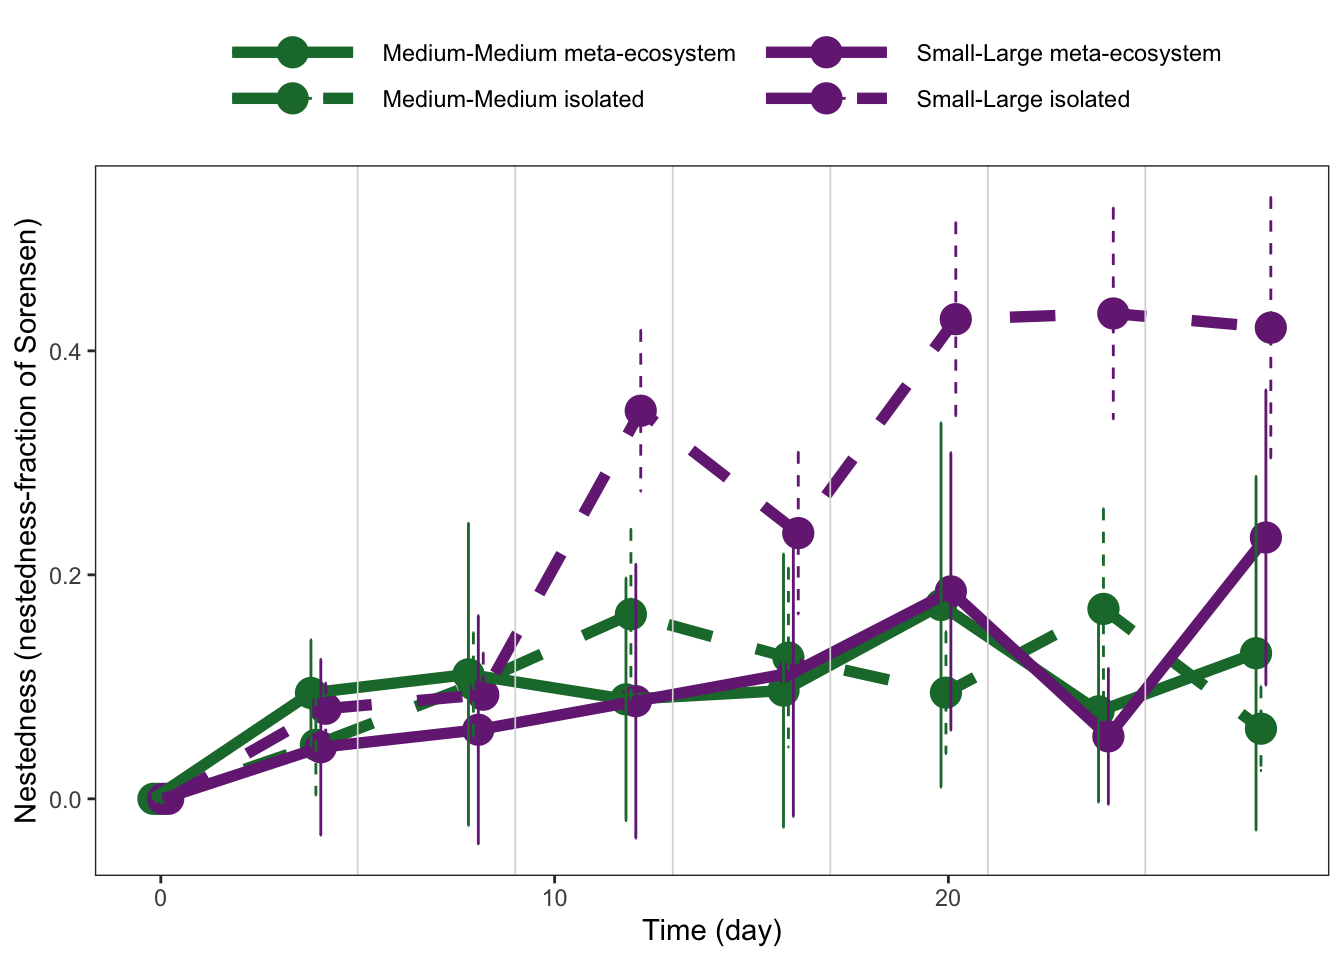 Medium-Medium meta-ecosystem
Small-Large meta-ecosystem
Medium-Medium isolated
Small-Large isolated
Nestedness (nestedness-fraction of Sorensen)
0.4
0.2
0.0
0
10
20
Time (day)